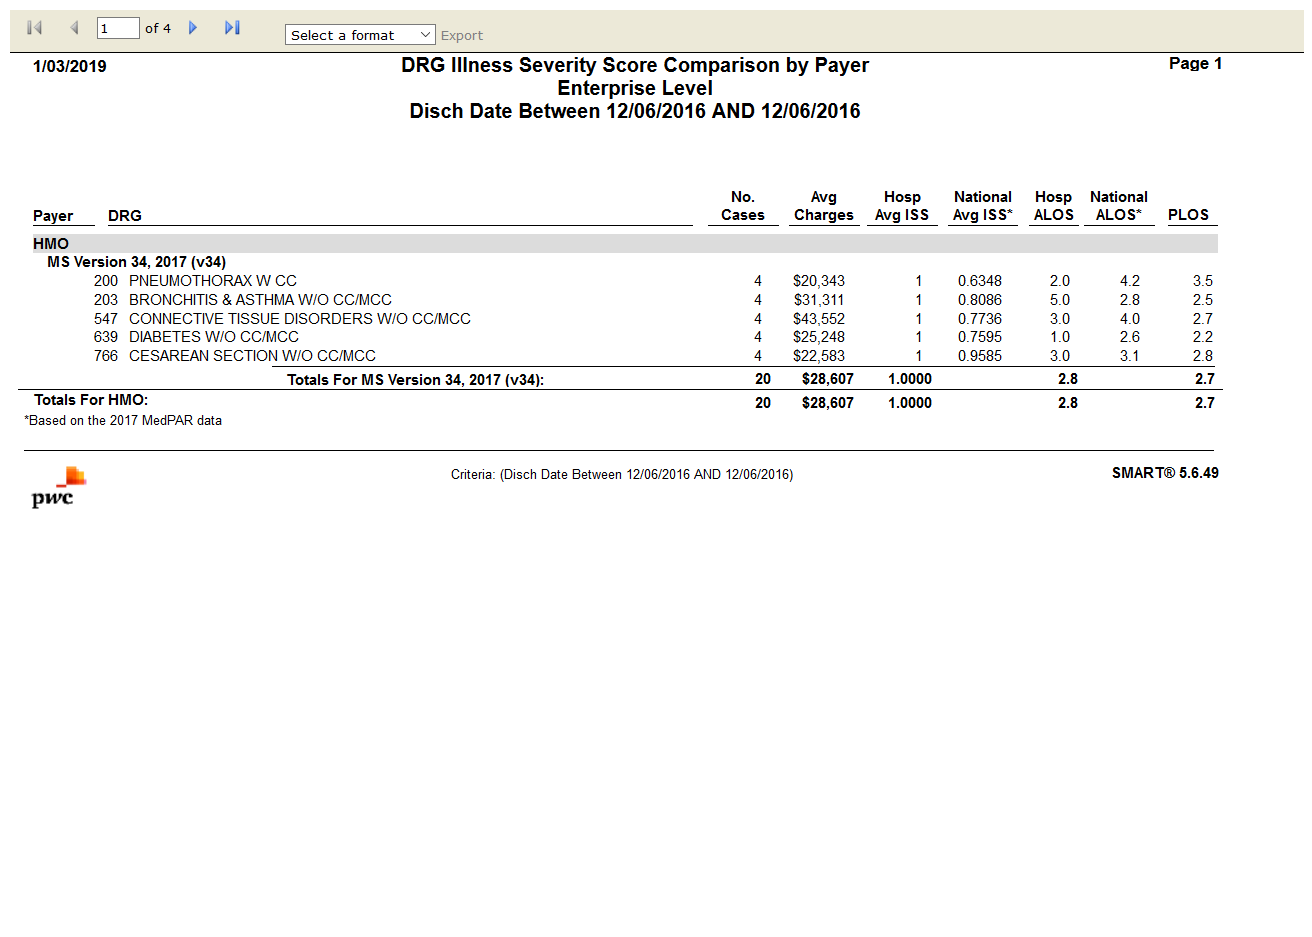 1 of 4 Select a format Export
1/03/2019 DRG Illness Severity Score Comparison by Payer Page 1
Enterprise Level
Disch Date Between 12/06/2016 AND 12/06/2016
No. Avg Hosp National Hosp National
Payer DRG Cases Charges Avg ISS Avg ISS* ALOS ALOS* PLOS
HMO
MS Version 34, 2017 (v34)
200 PNEUMOTHORAX W CC 4 $20,343 1 0.6348 2.0 4.2 3.5
203 BRONCHITIS & ASTHMA W/O CC/MCC 4 $31,311 1 0.8086 5.0 2.8 2.5
547 CONNECTIVE TISSUE DISORDERS W/O CC/MCC 4 $43,552 1 0.7736 3.0 4.0 2.7
639 DIABETES W/O CC/MCC 4 $25,248 1 0.7595 1.0 2.6 2.2
766 CESAREAN SECTION W/O CC/MCC 4 $22,583 1 0.9585 3.0 3.1 2.8
Totals For MS Version 34, 2017 (v34): 20 $28,607 1.0000 2.8 2.7
Totals For HMO: 20 $28,607 1.0000 2.8 2.7
*Based on the 2017 MedPAR data
Criteria: (Disch Date Between 12/06/2016 AND 12/06/2016) SMART® 5.6.49
pwc